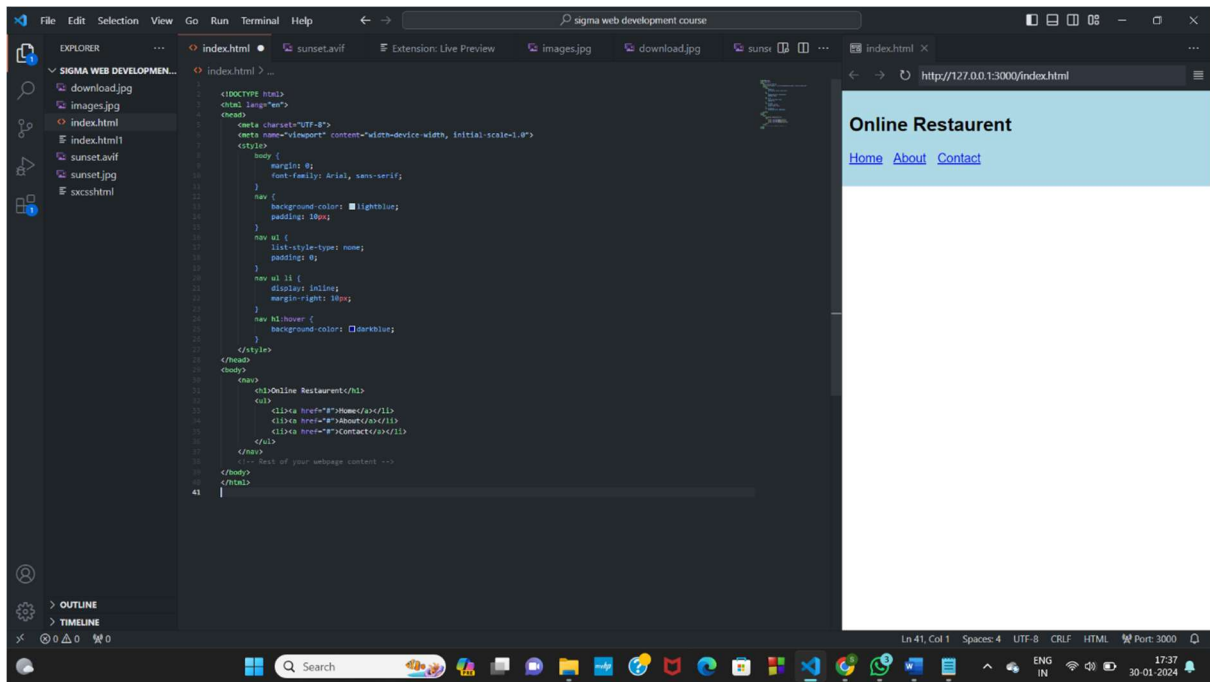 File Edit Selection View Go Run Terminal Help
sigma web development course
EXPLORER
SIGMA WEB DEVELOPMEN...
download.jpg
images.jpg
index.html
index.html1
sunset.avif
sunset.jpg
sxcsshtml
OUTLINE
TIMELINE
index.html
sunset.avif
Extension: Live Preview
images.jpg
download.jpg
suns
index.html > ...
<!DOCTYPE html>
<html lang="en">
<head>
<meta charset="UTF-8">
<meta name="viewport" content="width-device-width, initial-scale=1.0">
<style>
body {
margin: 0;
font-family: Arial, sans-serif;
}
nav {
background-color: lightblue;
padding: 10px;
}
nav ul {
list-style-type: none;
padding: 0;
}
nav ul li {
display: inline;
margin-right: 10px;
}
nav h1:hover {
background-color: darkblue;
}
</style>
</head>
<body>
<nav>
<h1>Online Restaurent</h1>
<ul>
<li><a href="#">Home</a></li>
<li><a href="#">About</a></li>
<li><a href="#">Contact</a></li>
</ul>
</nav>
<!-- Rest of your webpage content -->
</body>
</html>
41
index.html
http://127.0.0.1:3000/index.html
Online Restaurent
Home About Contact
0 0 0
Ln 41, Col 1 Spaces: 4 UTF-8 CRLF HTML Port: 3000
Search
ENG
IN
17:37
30-01-2024